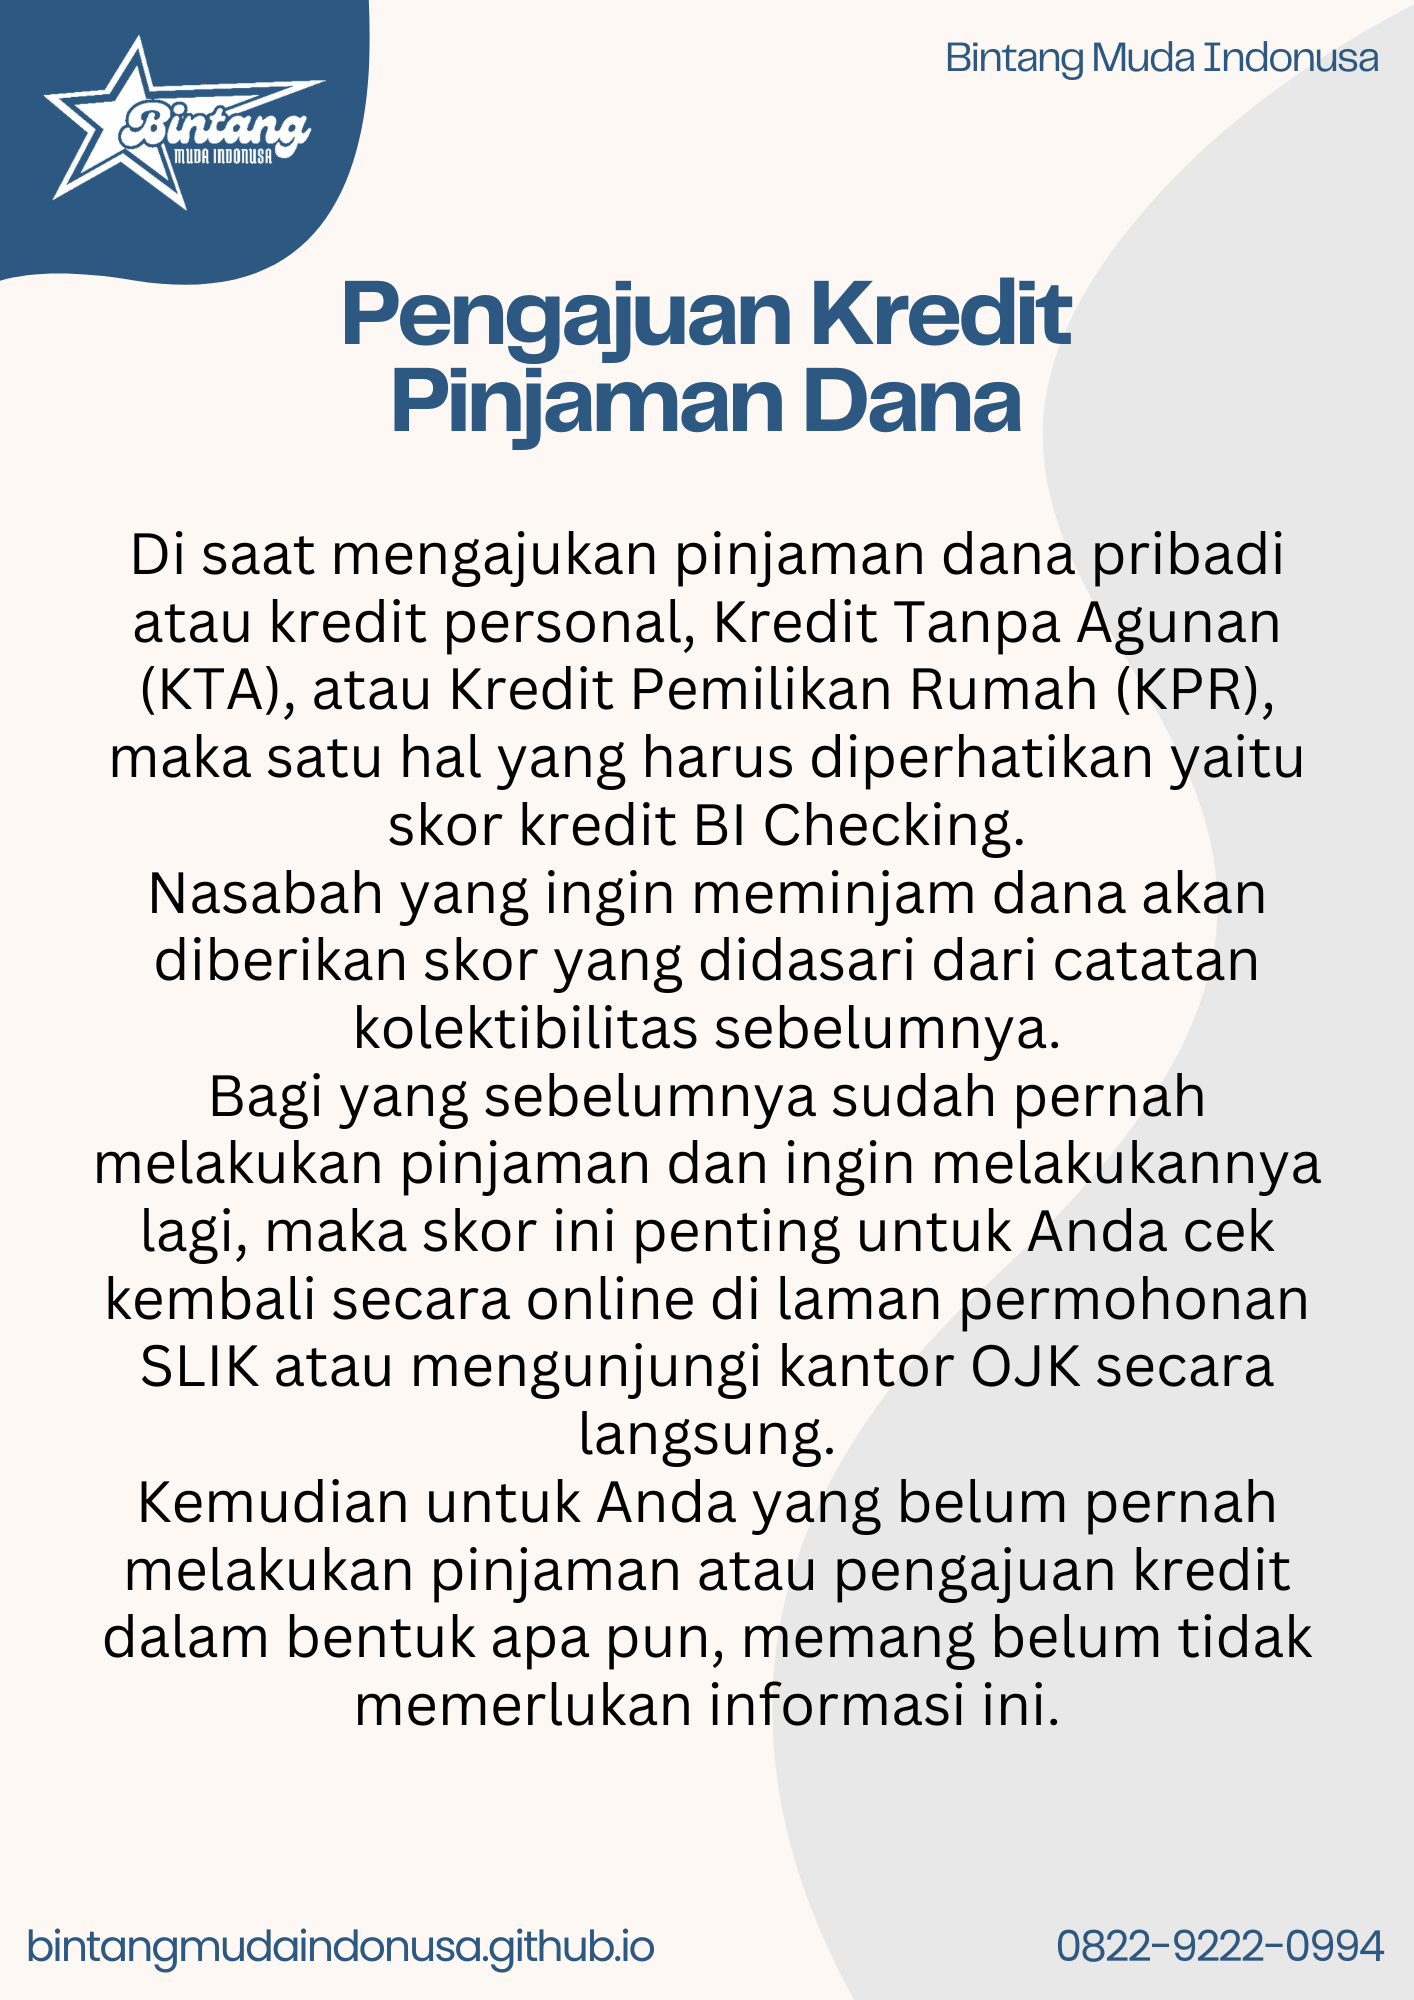 Bintang
MUDA INDONUSA
Bintang Muda Indonusa
Pengajuan Kredit
Pinjaman Dana
Di saat mengajukan pinjaman dana pribadi
atau kredit personal, Kredit Tanpa Agunan
(KTA), atau Kredit Pemilikan Rumah (KPR),
maka satu hal yang harus diperhatikan yaitu
skor kredit BI Checking.
Nasabah yang ingin meminjam dana akan
diberikan skor yang didasari dari catatan
kolektibilitas sebelumnya.
Bagi yang sebelumnya sudah pernah
melakukan pinjaman dan ingin melakukannya
lagi, maka skor ini penting untuk Anda cek
kembali secara online di laman permohonan
SLIK atau mengunjungi kantor OJK secara
langsung.
Kemudian untuk Anda yang belum pernah
melakukan pinjaman atau pengajuan kredit
dalam bentuk apa pun, memang belum tidak
memerlukan informasi ini.
bintangmudaindonusa.github.io
0822-9222-0994